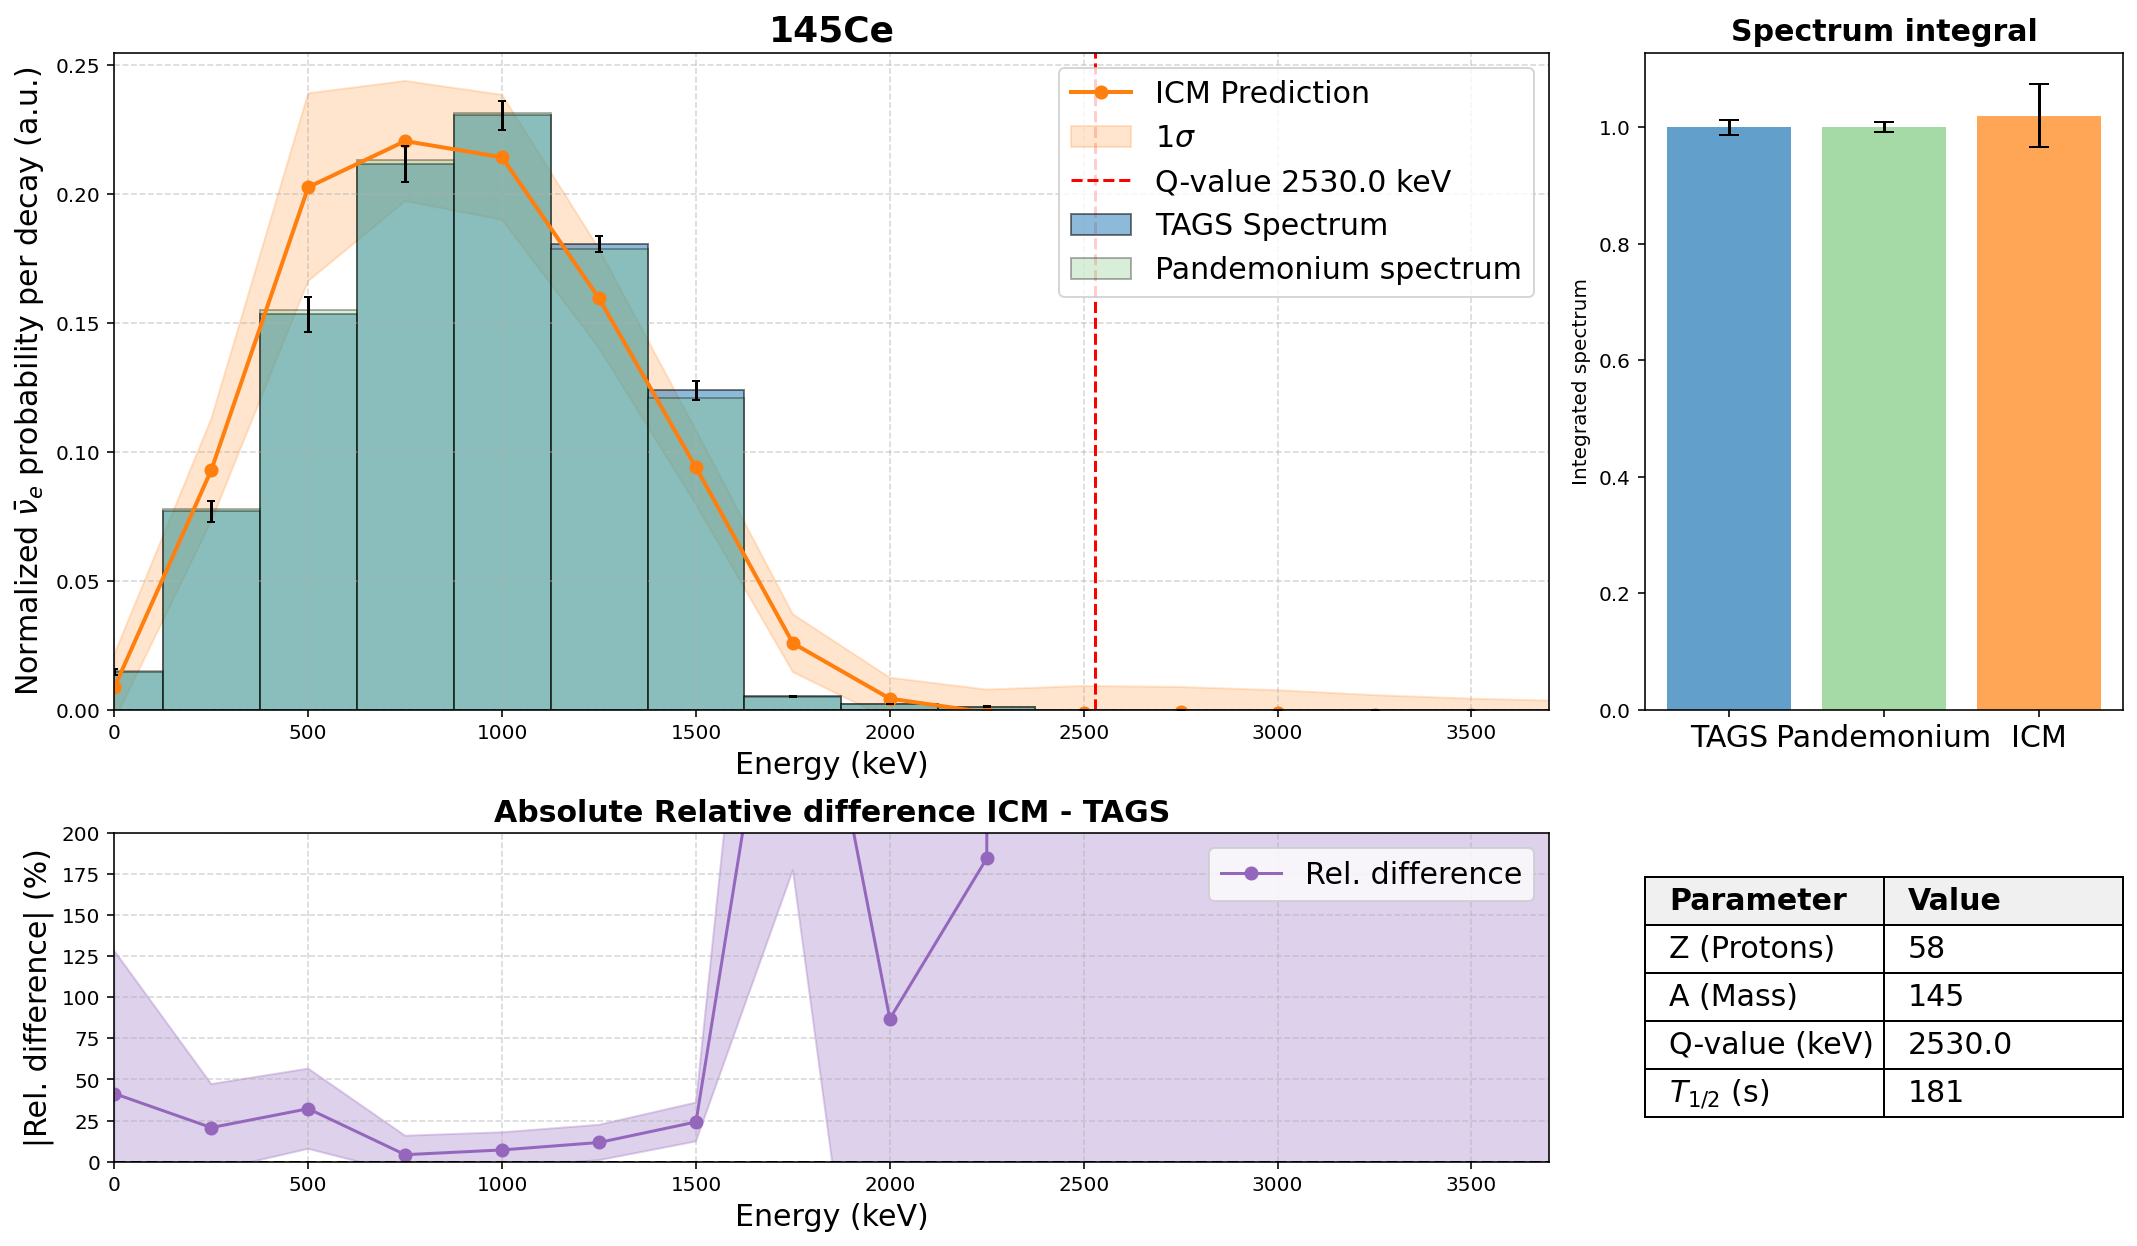 145Ce
Normalized $\bar{\nu}_e$ probability per decay (a.u.)
0.25
0.20
0.15
0.10
0.05
0.00
ICM Prediction
1σ
Q-value 2530.0 keV
TAGS Spectrum
Pandemonium spectrum
0 500 1000 1500 2000 2500 3000 3500
Energy (keV)
Spectrum integral
Integrated spectrum
1.0
0.8
0.6
0.4
0.2
0.0
TAGS Pandemonium ICM
Absolute Relative difference ICM - TAGS
|Rel. difference| (%)
200
175
150
125
100
75
50
25
0
Rel. difference
0 500 1000 1500 2000 2500 3000 3500
Energy (keV)
Parameter Value
Z (Protons) 58
A (Mass) 145
Q-value (keV) 2530.0
$T_{1/2}$ (s) 181